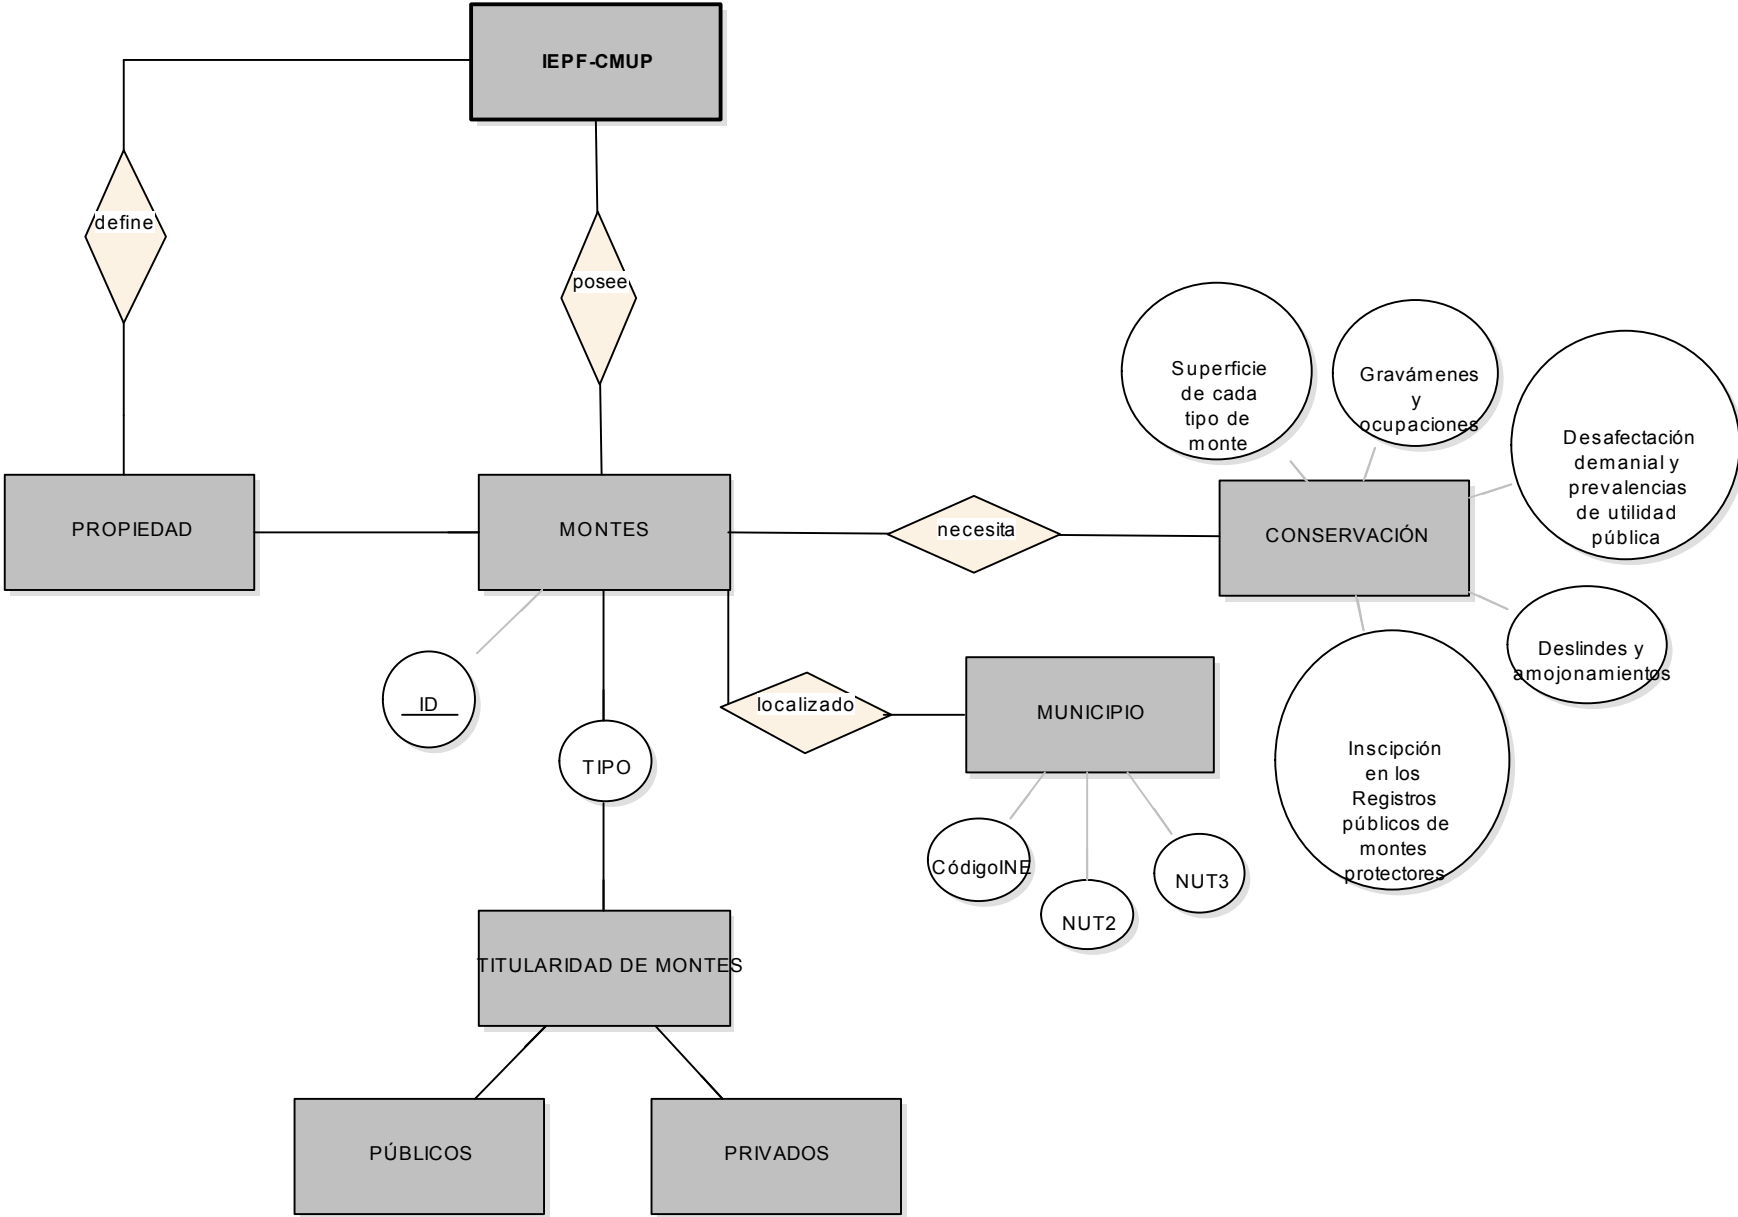 IEPF-CMUP
define
posee
Superficie
de cada
tipo de
monte
Gravámenes
y
ocupaciones
Desafectación
demanial y
prevalencias
de utilidad
pública
PROPIEDAD
MONTES
necesita
CONSERVACIÓN
Deslindes y
amojonamientos
ID
TIPO
localizado
MUNICIPIO
Inscipción
en los
Registros
públicos de
montes
protectores
CódigoINE
NUT2
NUT3
TITULARIDAD DE MONTES
PÚBLICOS
PRIVADOS